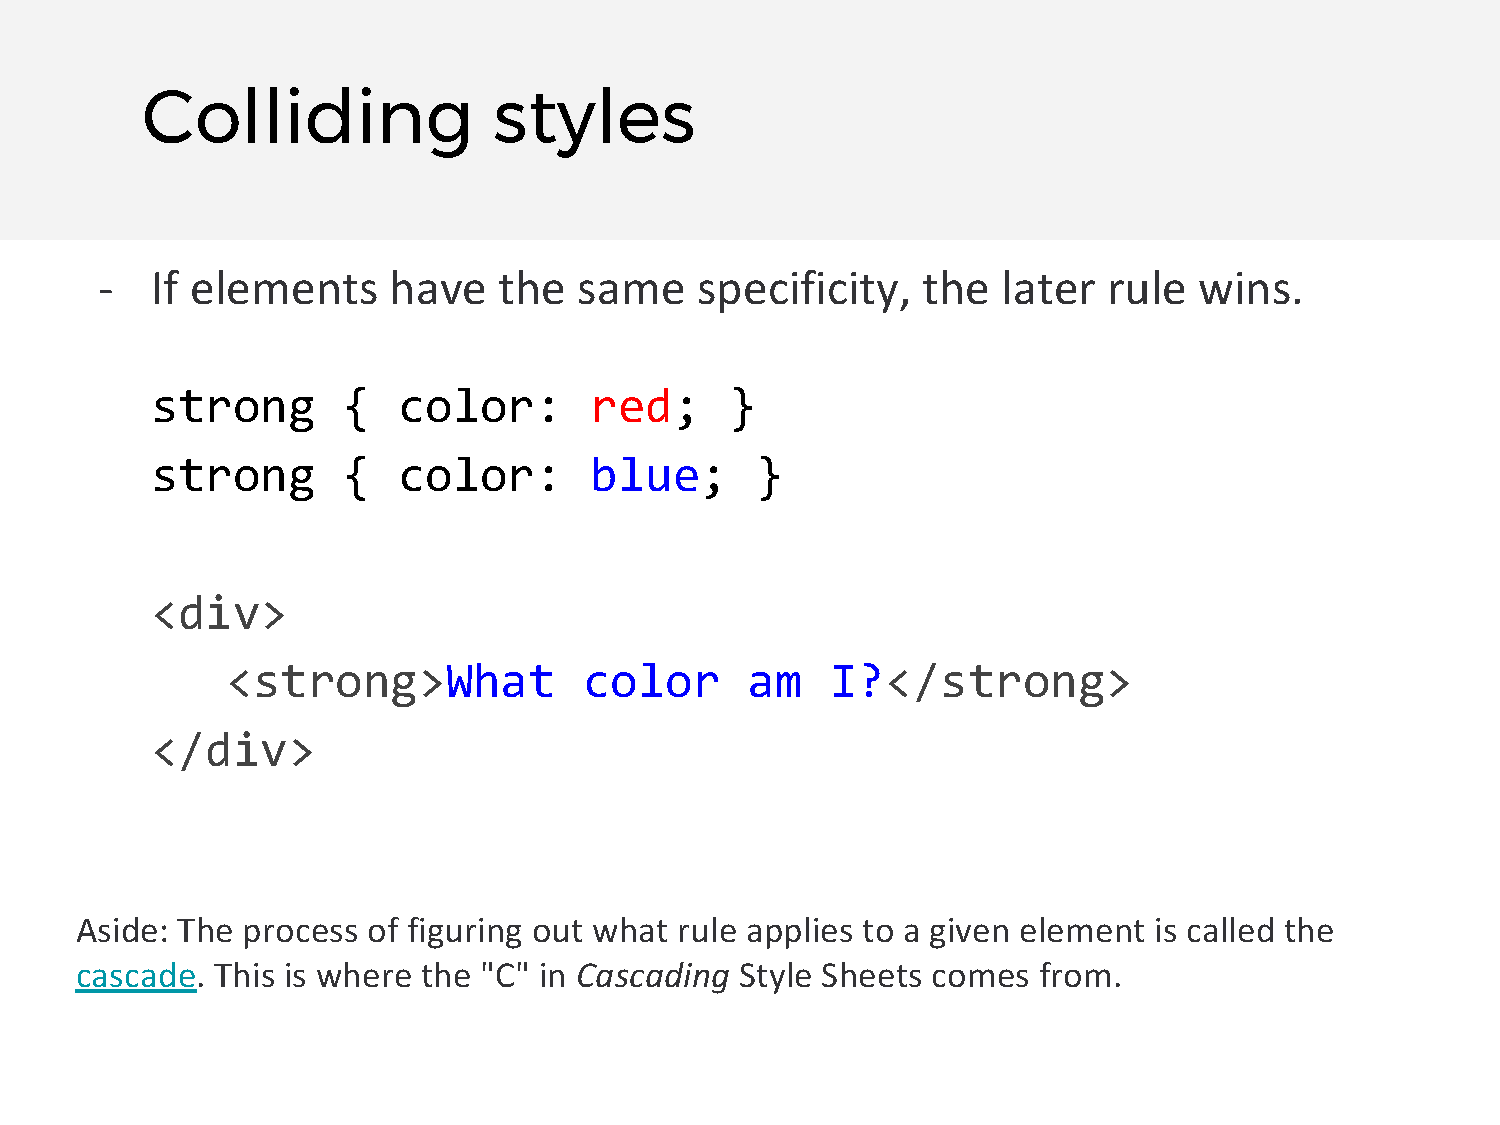 Colliding styles
- If elements have the same specificity, the later rule wins.
strong { color: red; }
strong { color: blue; }
<div>
<strong>What color am I?</strong>
</div>
Aside: The process of figuring out what rule applies to a given element is called the
cascade. This is where the "C" in Cascading Style Sheets comes from.